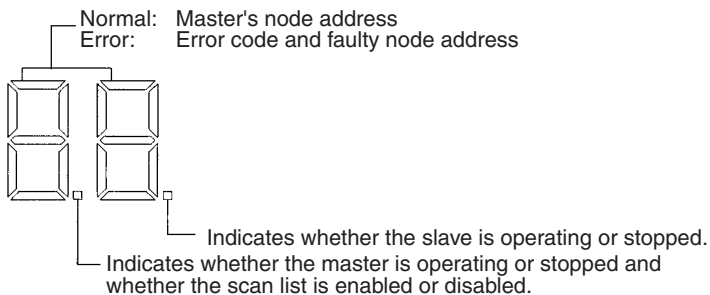 Normal: Master's node address
Error: Error code and faulty node address
Indicates whether the slave is operating or stopped.
Indicates whether the master is operating or stopped and
whether the scan list is enabled or disabled.